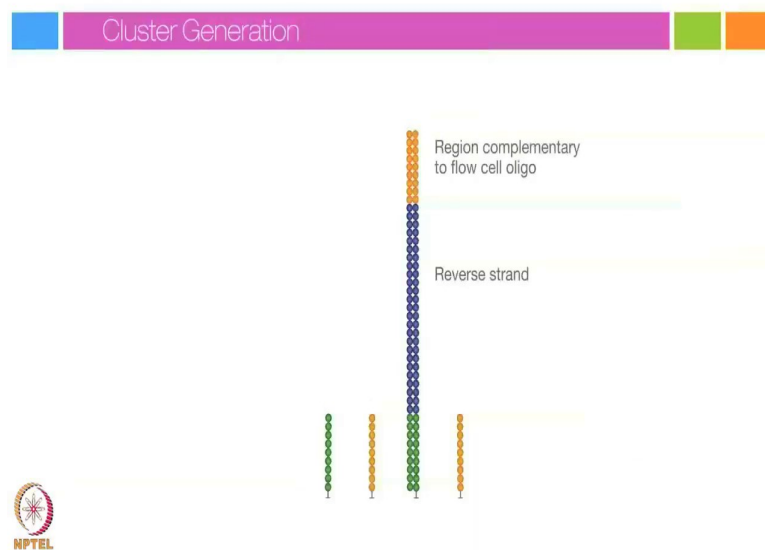 Cluster Generation
Region complementary
to flow cell oligo
Reverse strand
NPTEL